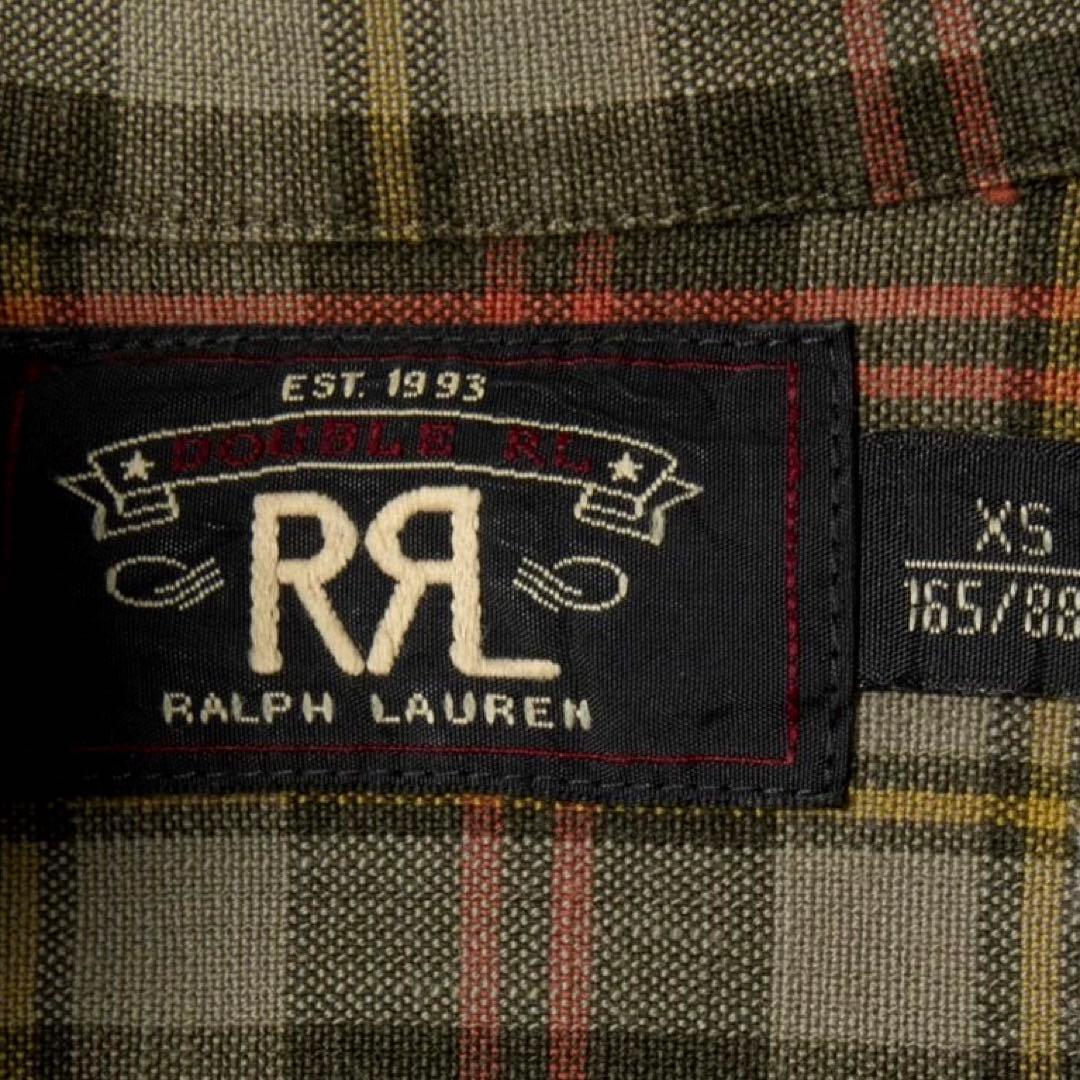 EST. 1993
DOUBLE RL
RRL
RALPH LAUREN
XS
165/88